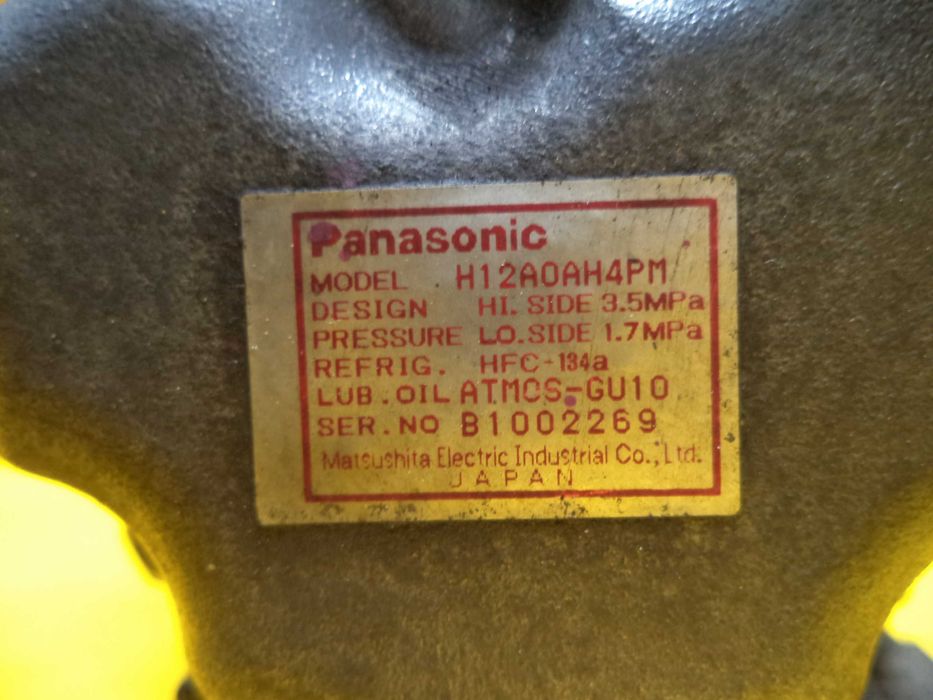 Panasonic
MODEL H12A0AH4PM
DESIGN HI. SIDE 3.5MPa
PRESSURE LO. SIDE 1.7MPa
REFRIG. HFC-134a
LUB. OIL ATMOS-GU10
SER. NO B1002269
Matsushita Electric Industrial Co., Ltd.
JAPAN